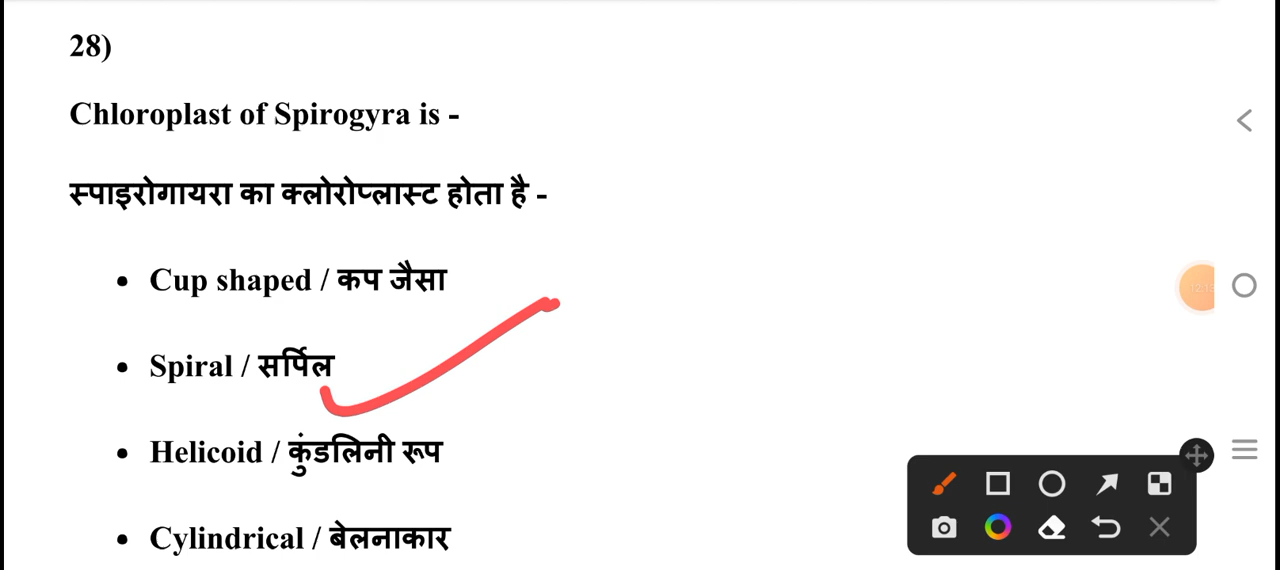 28)
Chloroplast of Spirogyra is -
स्पाइरोगायरा का क्लोरोप्लास्ट होता है -
• Cup shaped / कप जैसा
• Spiral / सर्पिल
• Helicoid / कुंडलिनी रूप
• Cylindrical / बेलनाकार